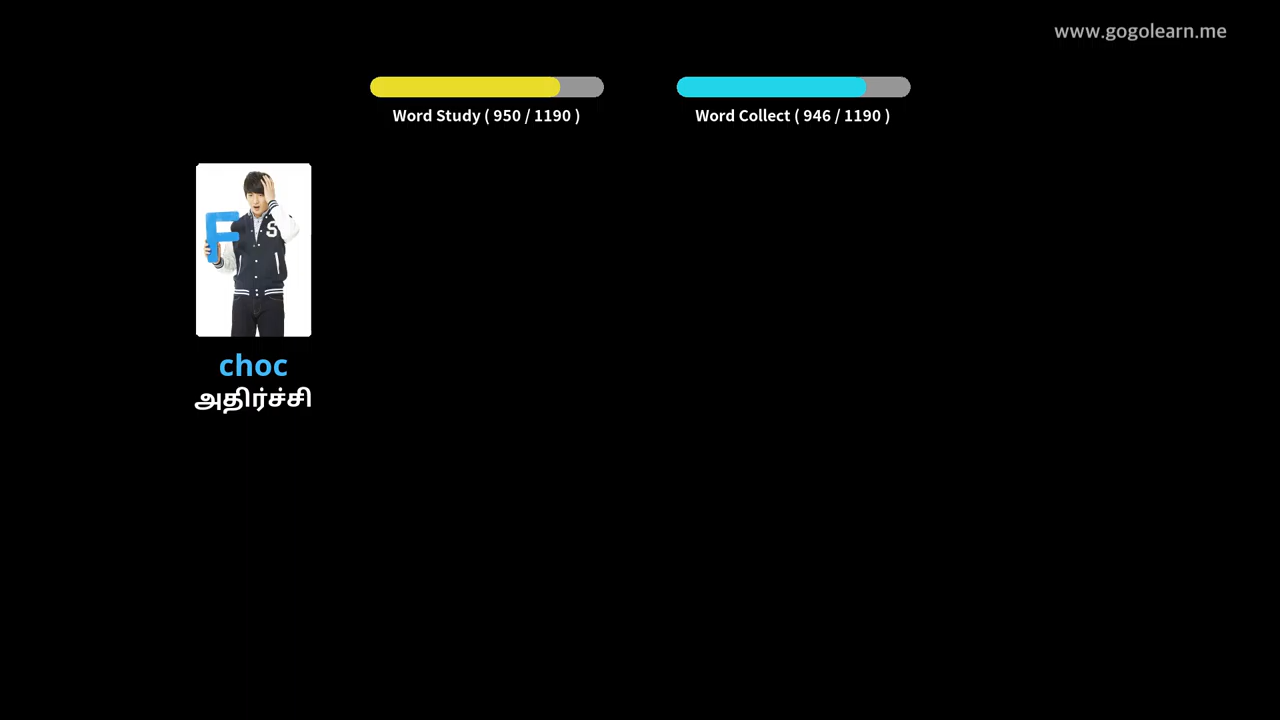 www.gogolearn.me
Word Study ( 950 / 1190 )
Word Collect ( 946 / 1190 )
F
S
choc
அதிர்ச்சி